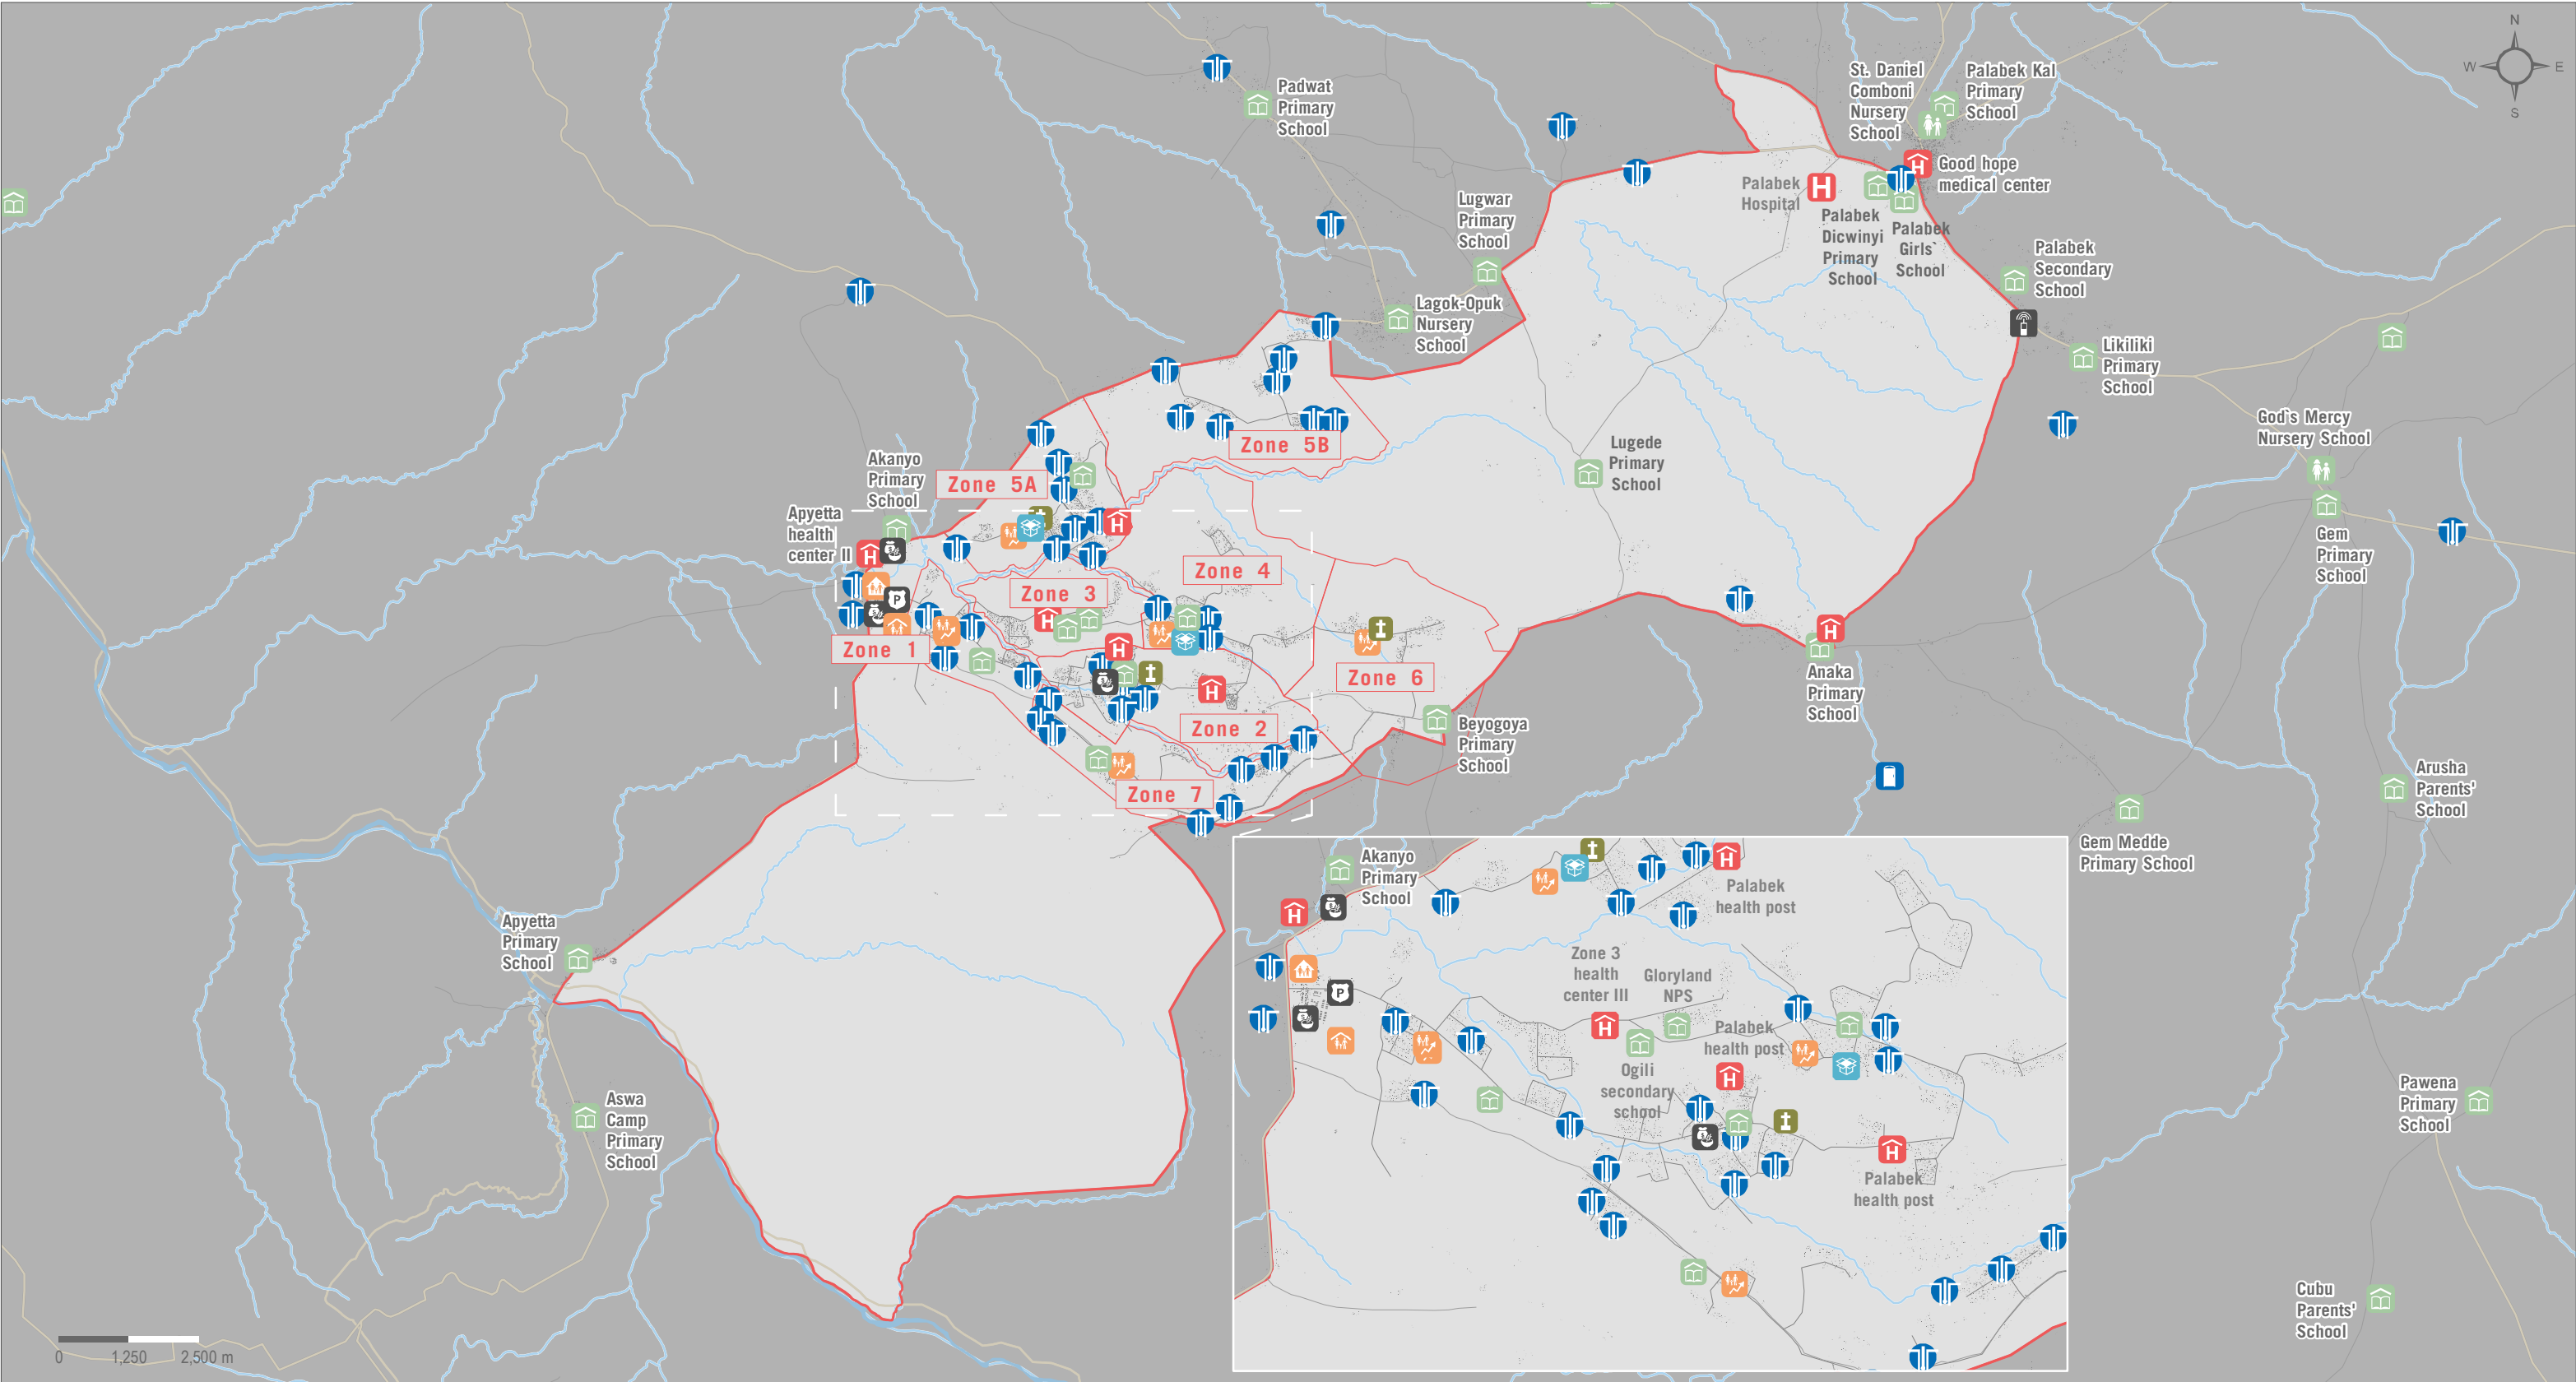 N
W
E
S
St. Daniel
Comboni
Nursery
School
Palabek Kal
Primary
School
Padwat
Primary
School
Good hope
medical center
Palabek
Hospital
Lugwar
Primary
School
Palabek
Dicwinyi
Primary
School
Palabek
Girls`
School
Palabek
Secondary
School
Lagok-Opuk
Nursery
School
Likiliki
Primary
School
God's Mercy
Nursery School
Zone 5B
Lugede
Primary
School
Akanyo
Primary
School
Zone 5A
Apyetta
health
center II
Gem
Primary
School
Zone 4
Zone 3
P
Zone 1
Zone 6
Anaka
Primary
School
Zone 2
Beyogoya
Primary
School
Zone 7
Arusha
Parents'
School
Gem Medde
Primary School
Akanyo
Primary
School
Palabek
health post
Apyetta
Primary
School
Zone 3
health
center III
Gloryland
NPS
P
Palabek
health post
Ogili
secondary
school
Pawena
Primary
School
Aswa
Camp
Primary
School
Palabek
health post
Cubu
Parents'
School
0 1,250 2,500 m